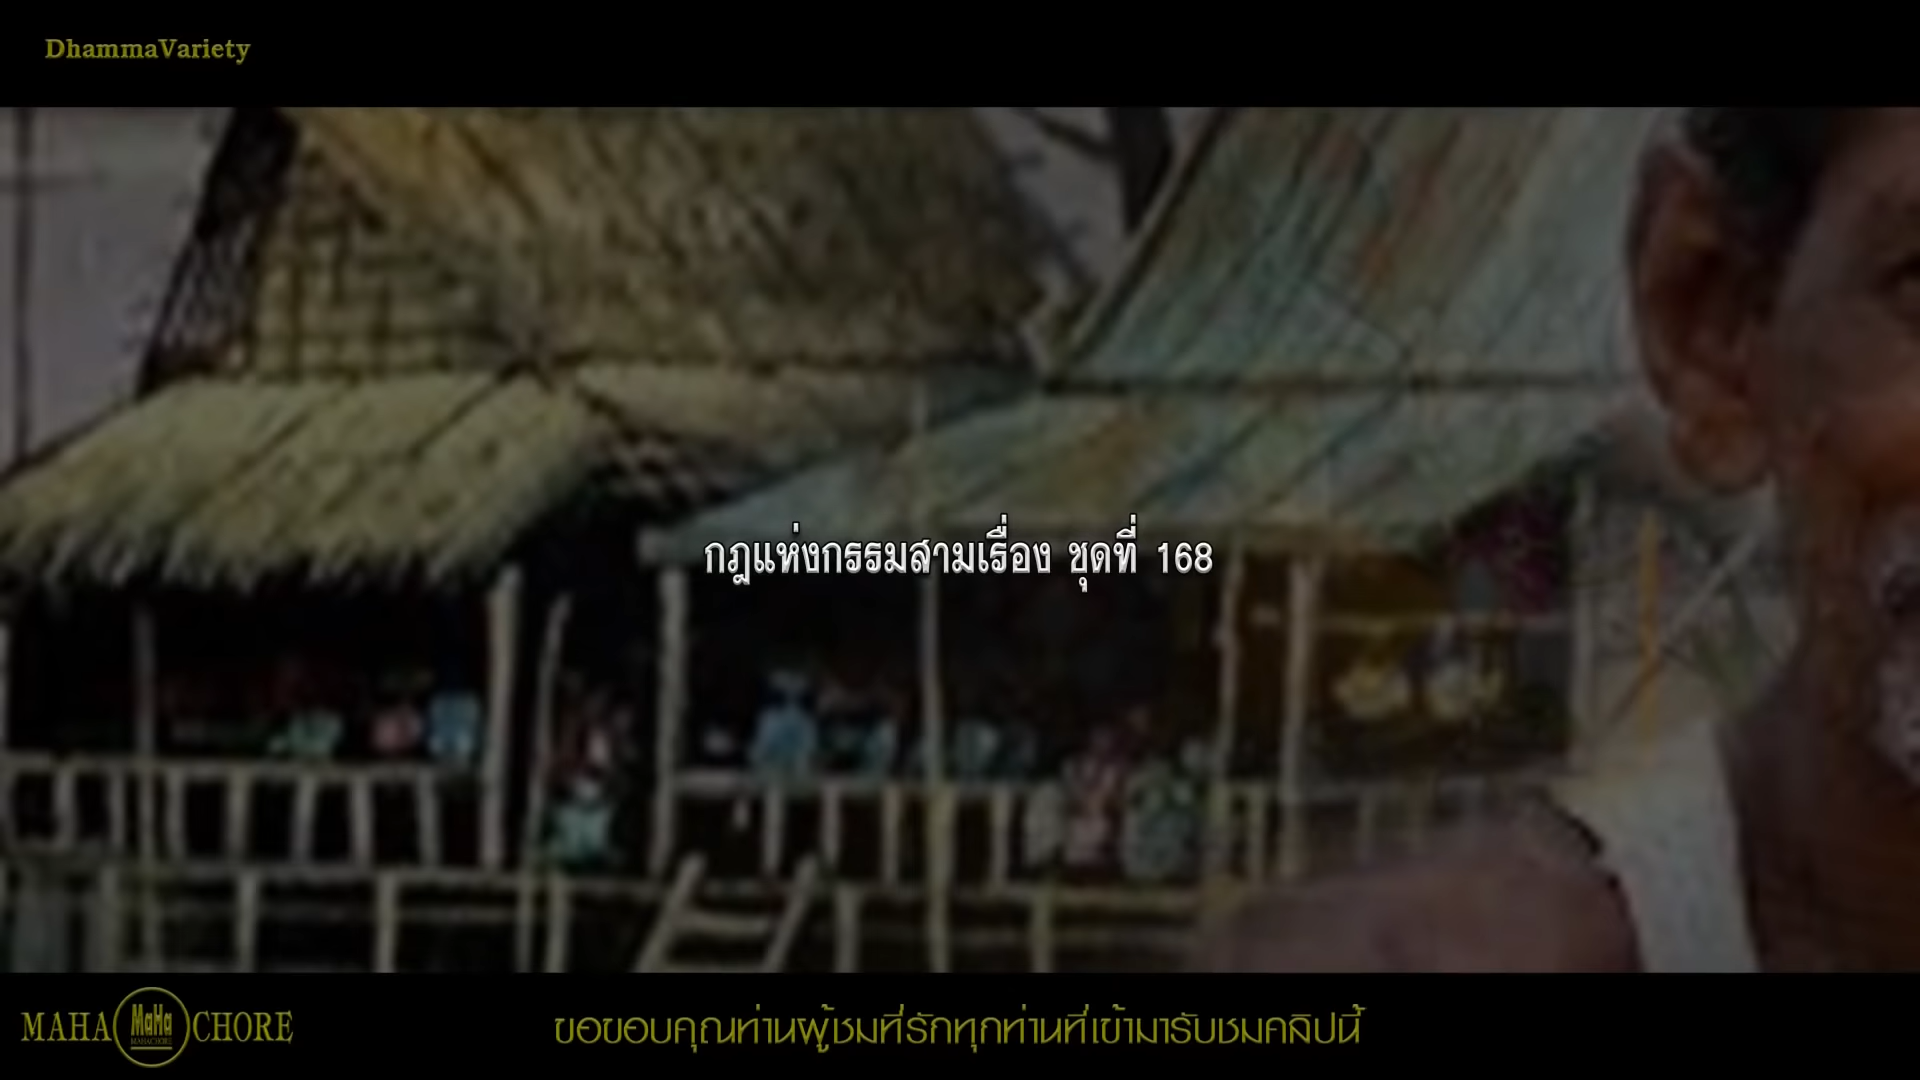 DhammaVariety
กฎแห่งกรรมสามเรื่อง ชุดที่ 168
MAHA MaHa MAHACHORE CHORE
ขอขอบคุณท่านผู้ชมที่รักทุกท่านที่เข้ามารับชมคลิปนี้